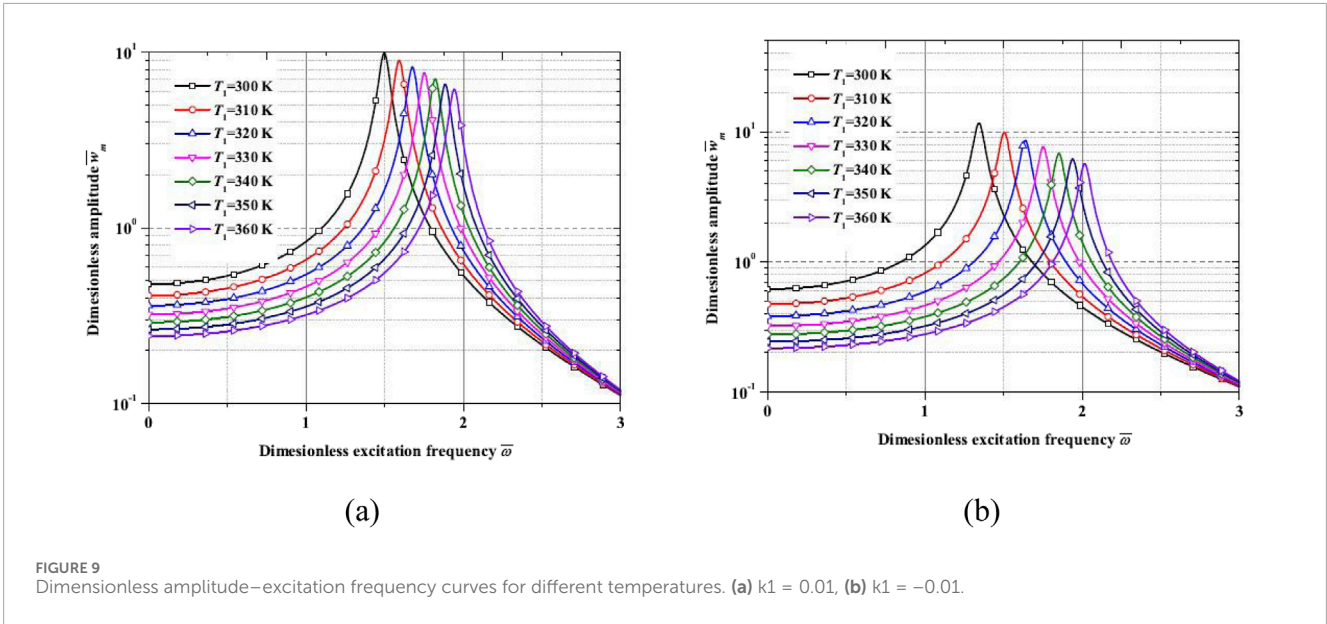 10¹
T₁=300 K
T₁=310 K
T₁=320 K
T₁=330 K
T₁=340 K
T₁=350 K
T₁=360 K
10⁰
10⁻¹
Dimesionless amplitude w̅ₘ
0 1 2 3
Dimesionless excitation frequency ω̅
(a)
T₁=300 K
T₁=310 K
T₁=320 K
T₁=330 K
T₁=340 K
T₁=350 K
T₁=360 K
10¹
10⁰
10⁻¹
Dimesionless amplitude w̅ₘ
0 1 2 3
Dimesionless excitation frequency ω̅
(b)
FIGURE 9
Dimensionless amplitude–excitation frequency curves for different temperatures. (a) k1 = 0.01, (b) k1 = −0.01.